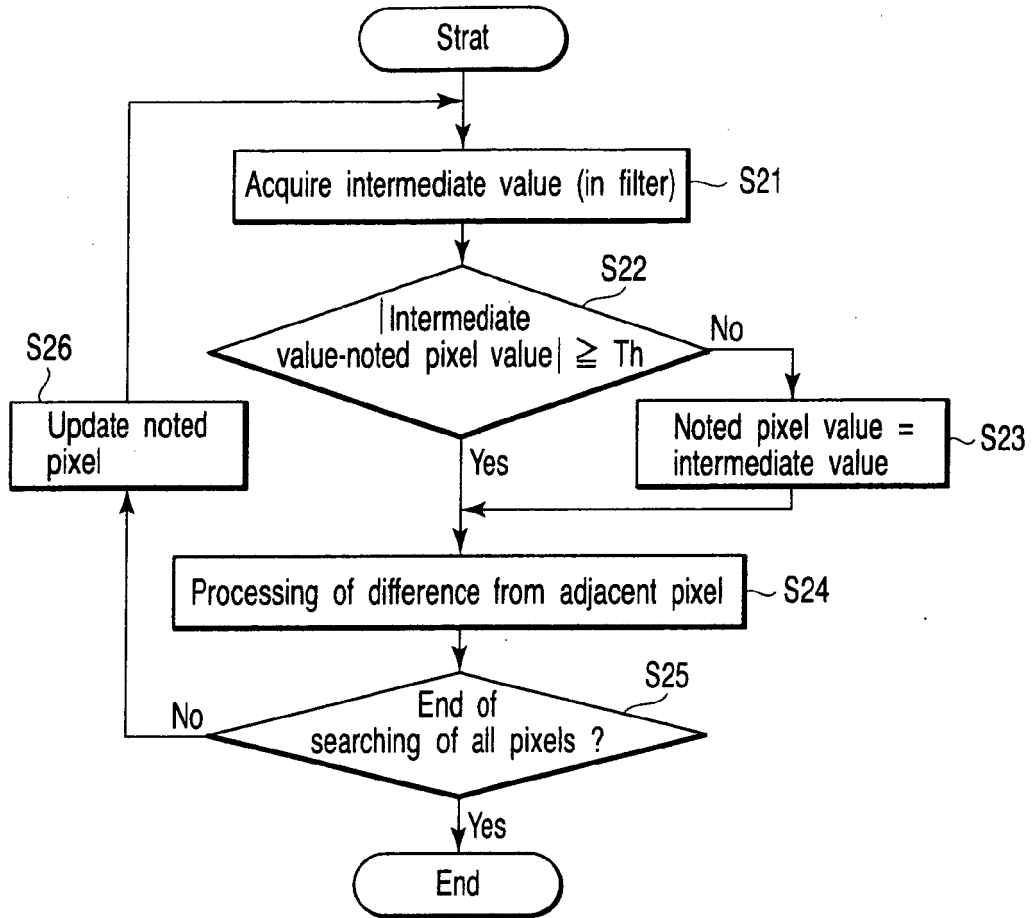 Strat
Acquire intermediate value (in filter)
S21
S22
|Intermediate
value-noted pixel value| ≧ Th
No
S26
Update noted
pixel
Noted pixel value =
intermediate value
S23
Yes
Processing of difference from adjacent pixel
S24
S25
End of
searching of all pixels ?
No
Yes
End